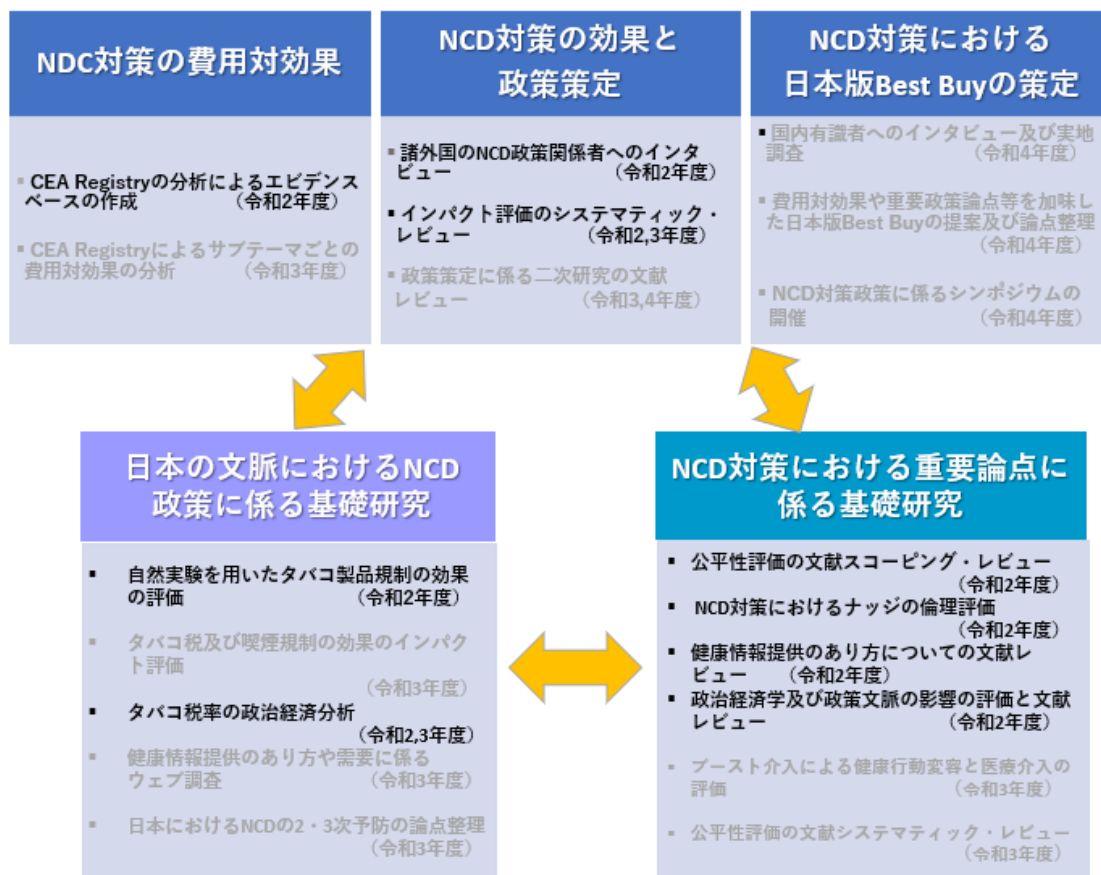 NDC対策の費用対効果
▪ CEA Registryの分析によるエビデンス
ベースの作成 （令和2年度）
▪ CEA Registryによるサブテーマごとの
費用対効果の分析 （令和3年度）
NCD対策の効果と
政策策定
▪ 諸外国のNCD政策関係者へのインタ
ビュー （令和2年度）
▪ インパクト評価のシステマティック・
レビュー （令和2,3年度）
▪ 政策策定に係る二次研究の文献
レビュー （令和3,4年度）
NCD対策における
日本版Best Buyの策定
▪ 国内有識者へのインタビュー及び実地
調査 （令和4年度）
▪ 費用対効果や重要政策論点等を加味し
た日本版Best Buyの提案及び論点整理
（令和4年度）
▪ NCD対策政策に係るシンポジウムの
開催 （令和4年度）
日本の文脈におけるNCD
政策に係る基礎研究
▪ 自然実験を用いたタバコ製品規制の効果
の評価 （令和2年度）
▪ タバコ税及び喫煙規制の効果のインパク
ト評価
（令和3年度）
▪ タバコ税率の政治経済分析
（令和2,3年度）
▪ 健康情報提供のあり方や需要に係る
ウェブ調査 （令和3年度）
▪ 日本におけるNCDの2・3次予防の論点整理
（令和3年度）
NCD対策における重要論点に
係る基礎研究
▪ 公平性評価の文献スコーピング・レビュー
（令和2年度）
▪ NCD対策におけるナッジの倫理評価
（令和2年度）
▪ 健康情報提供のあり方についての文献レ
ビュー （令和2年度）
▪ 政治経済学及び政策文脈の影響の評価と文献
レビュー （令和2年度）
▪ ブースト介入による健康行動変容と医療介入の
評価 （令和3年度）
▪ 公平性評価の文献システマティック・レビュー
（令和3年度）